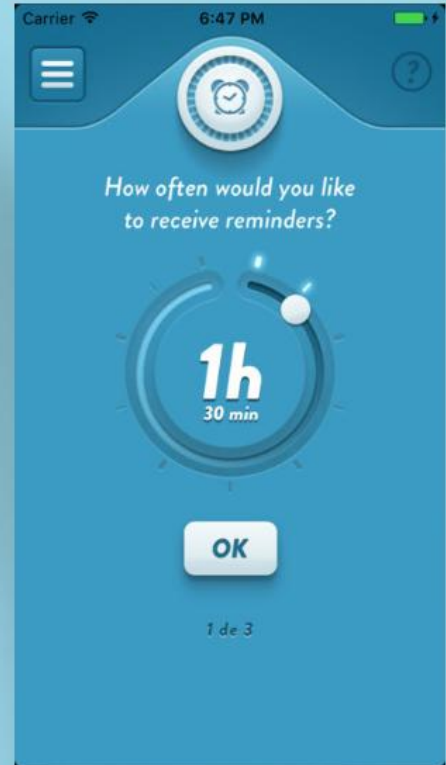 Carrier 6:47 PM
?
How often would you like
to receive reminders?
1h
30 min
OK
1 de 3